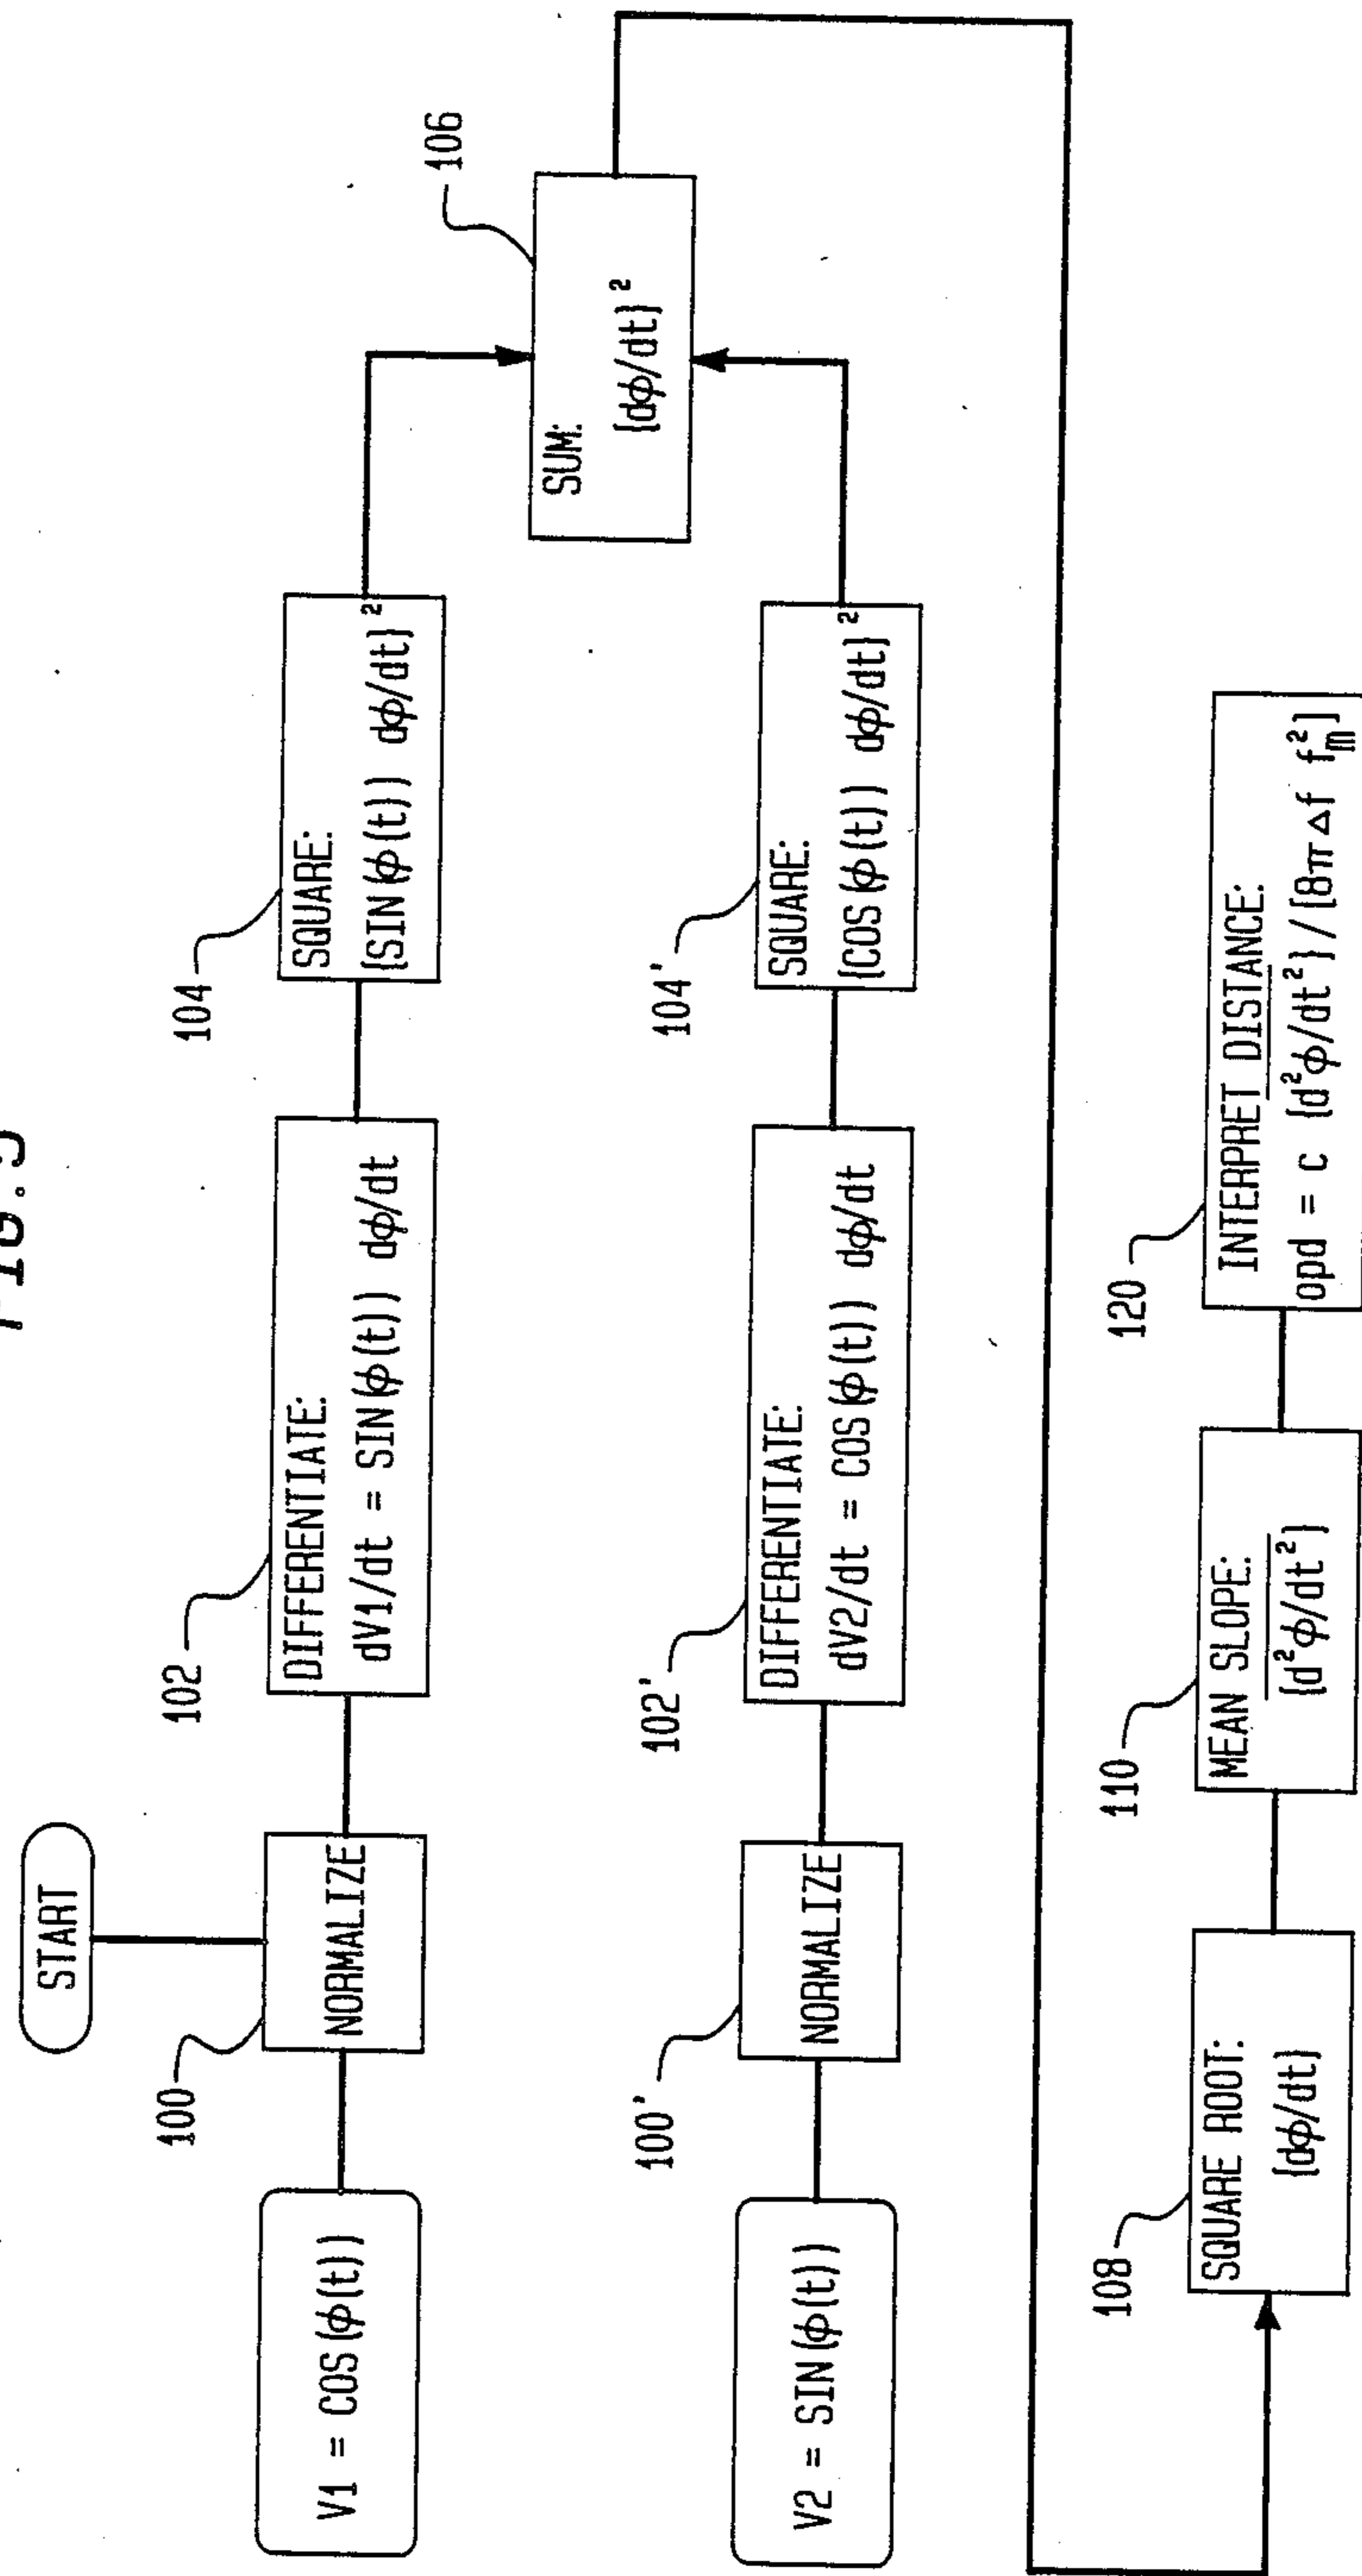 START
100
NORMALIZE
V1 = COS(ϕ(t))
102
DIFFERENTIATE:
dV1/dt = SIN(ϕ(t)) dϕ/dt
104
SQUARE:
{SIN(ϕ(t)) dϕ/dt}²
106
SUM:
{dϕ/dt}²
V2 = SIN(ϕ(t))
100'
NORMALIZE
102'
DIFFERENTIATE:
dV2/dt = COS(ϕ(t)) dϕ/dt
104'
SQUARE:
{COS(ϕ(t)) dϕ/dt}²
108
SQUARE ROOT:
{dϕ/dt}
110
MEAN SLOPE:
{d²ϕ/dt²}
120
INTERPRET DISTANCE:
opd = c {d²ϕ/dt²}/[8π△f f²ₘ]